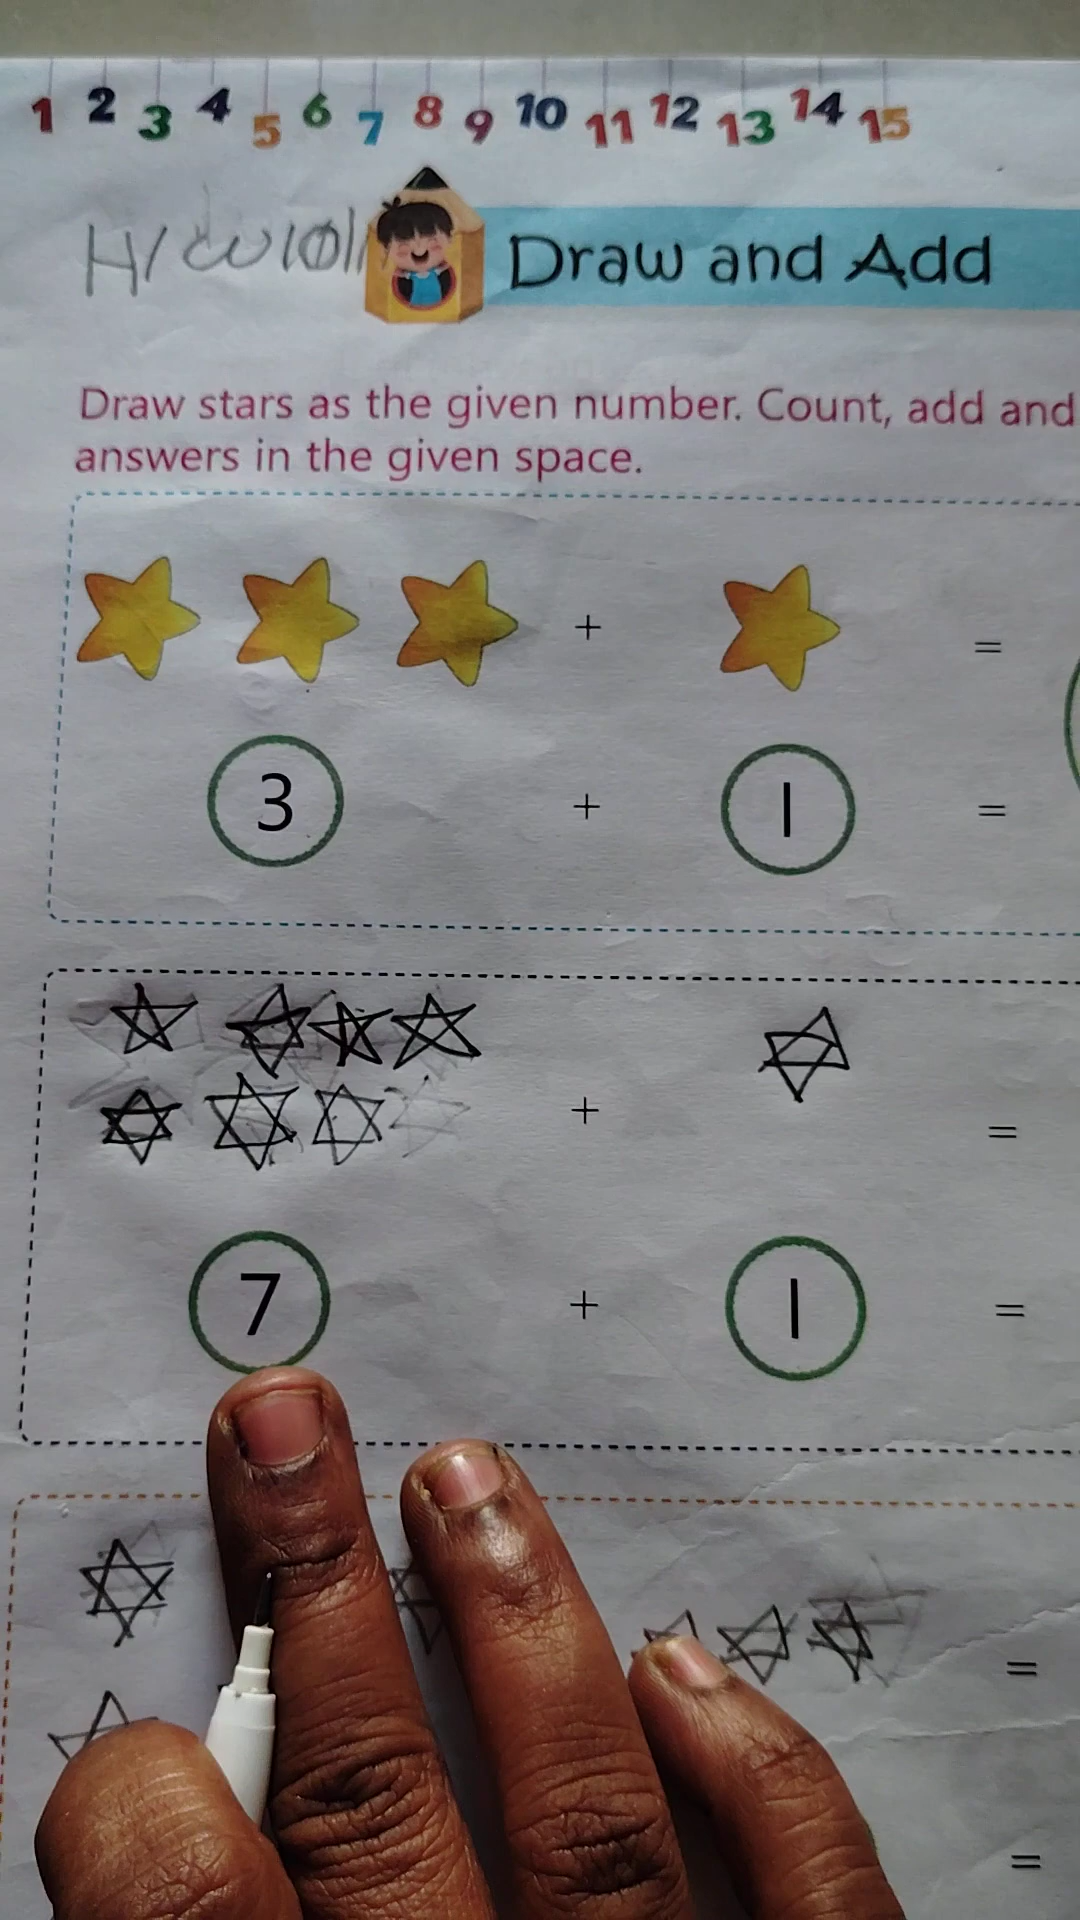 1 2 3 4 5 6 7 8 9 10 11 12 13 14 15
Draw and Add
Draw stars as the given number. Count, add and
answers in the given space.
+ =
3 + 1 =
+ =
7 + 1 =
=
=